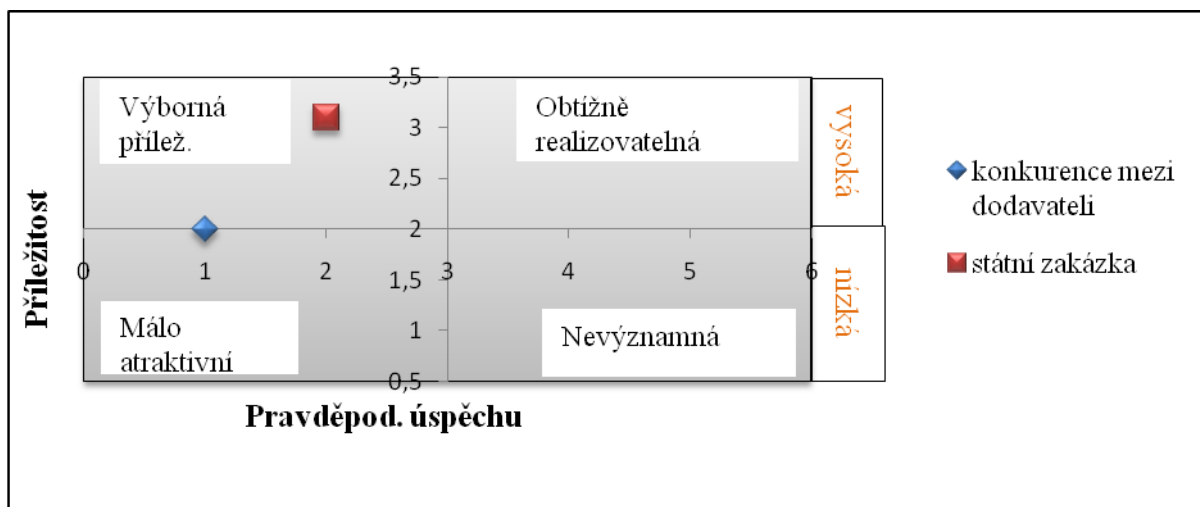 3,5
Výborná
přílež.
3
2,5
2
0 1 2 3 4 5 6
1,5
1
0,5
Obtížně
realizovatelná
Málo
atraktivní
Nevýznamná
vysoká
nízká
Příležitost
Pravděpod. úspěchu
konkurence mezi
dodavateli
státní zakázka